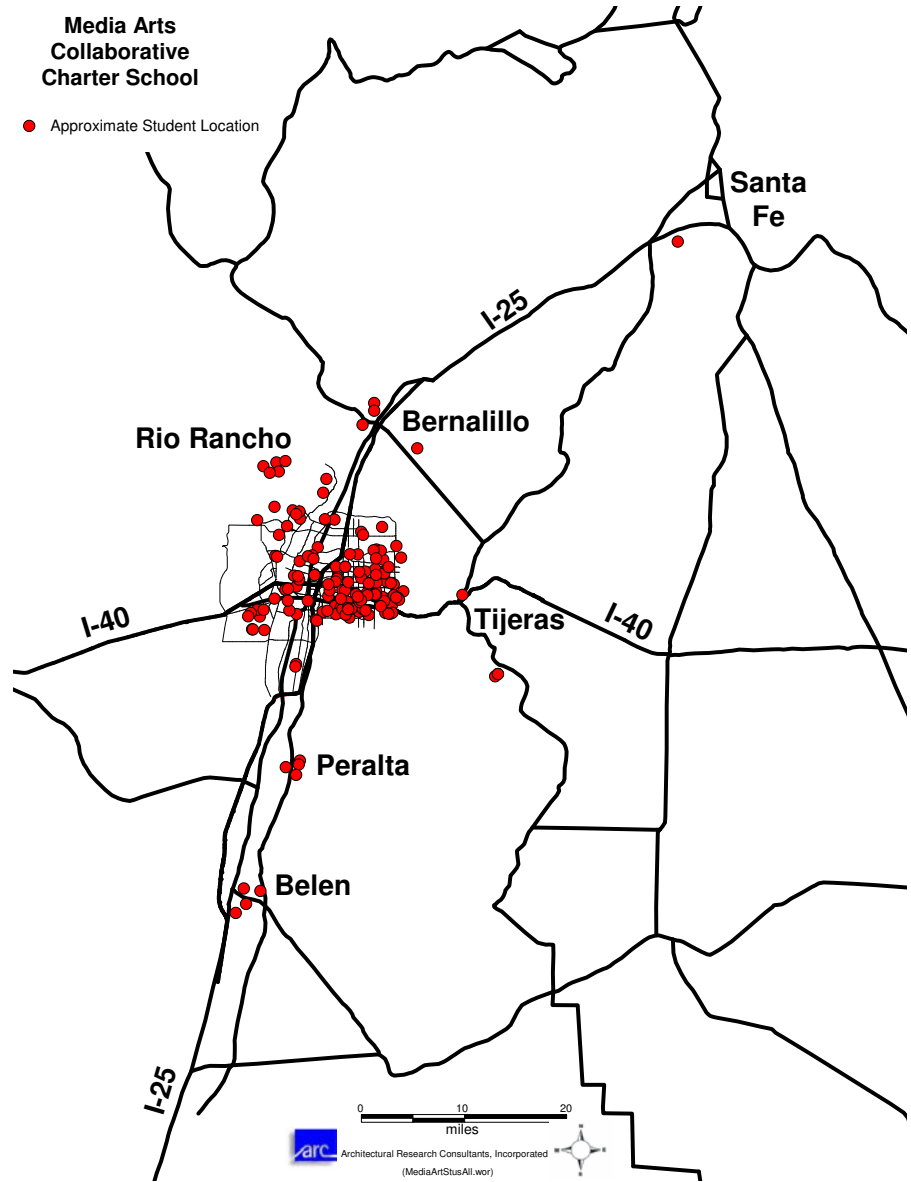 Media Arts
Collaborative
Charter School
Approximate Student Location
Santa
Fe
I-25
Bernalillo
Rio Rancho
I-40
Tijeras
I-40
Peralta
Belen
I-25
0 10 20
miles
arc
Architectural Research Consultants, Incorporated
(MediaArtStusAll.wor)
N